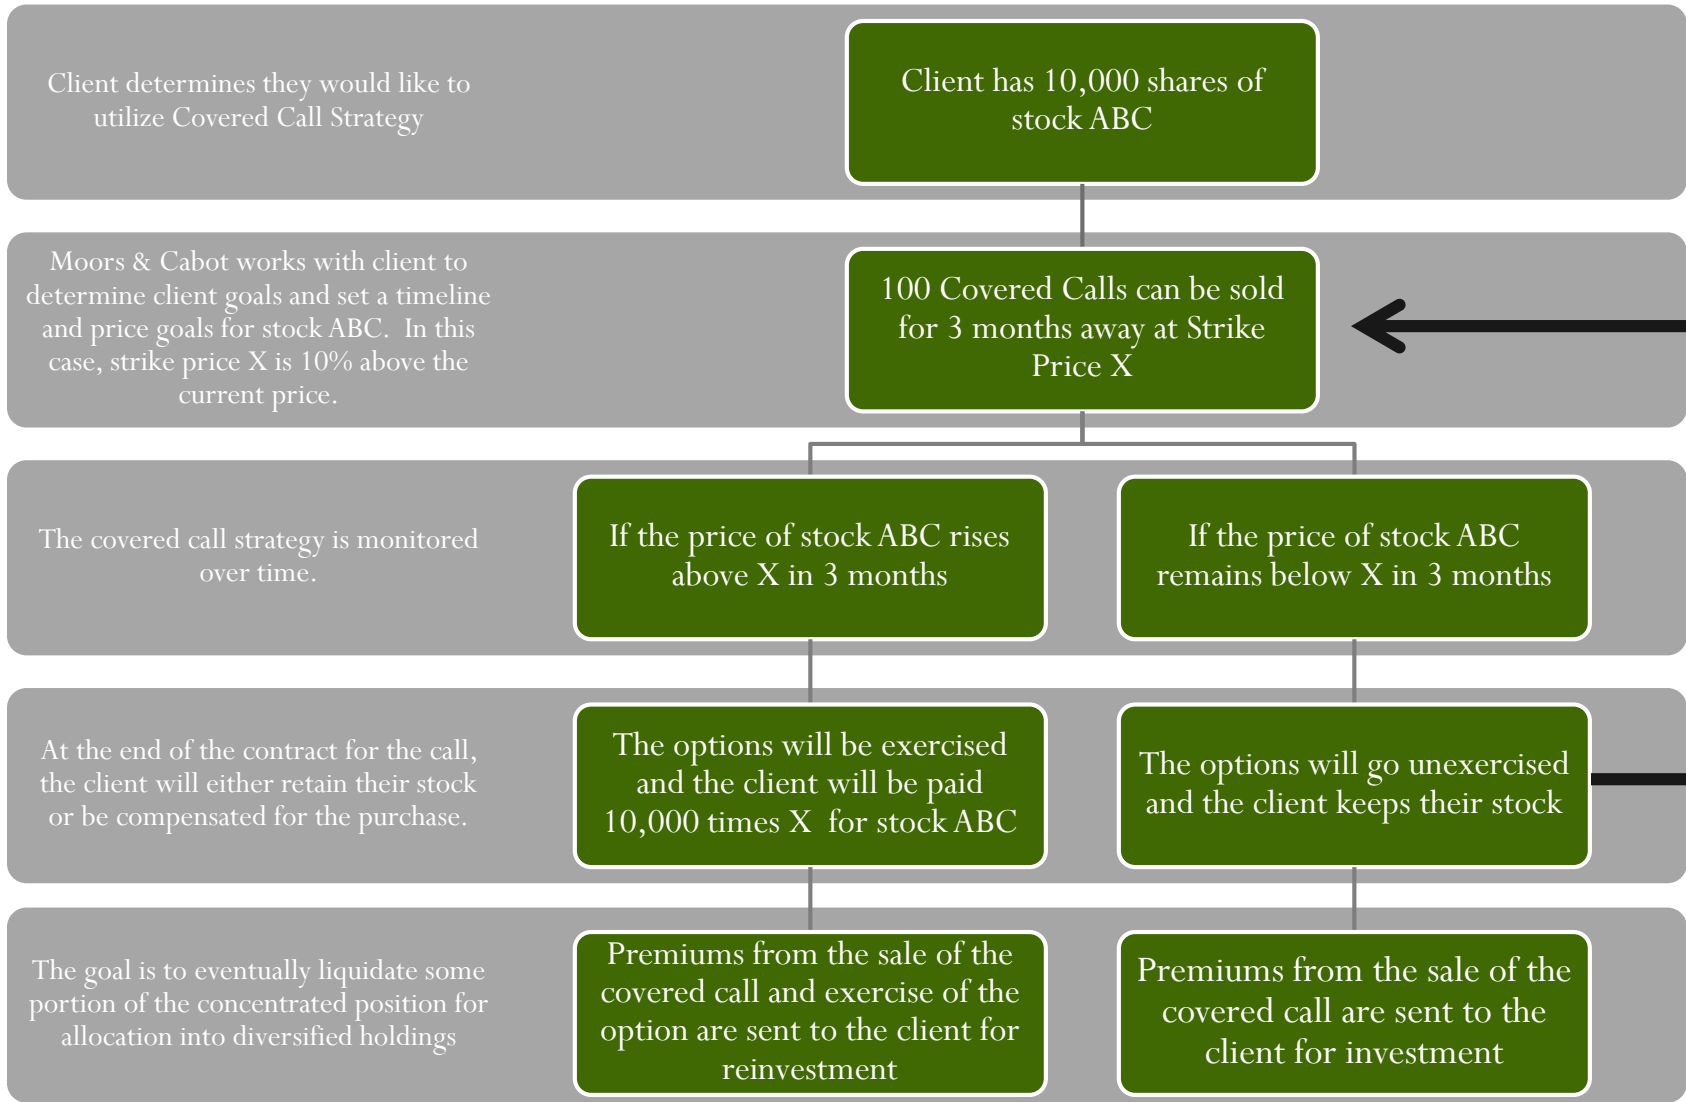 Client determines they would like to
utilize Covered Call Strategy
Client has 10,000 shares of
stock ABC
Moors & Cabot works with client to
determine client goals and set a timeline
and price goals for stock ABC.  In this
case, strike price X is 10% above the
current price.
100 Covered Calls can be sold
for 3 months away at Strike
Price X
The covered call strategy is monitored
over time.
If the price of stock ABC rises
above X in 3 months
If the price of stock ABC
remains below X in 3 months
At the end of the contract for the call,
the client will either retain their stock
or be compensated for the purchase.
The options will be exercised
and the client will be paid
10,000 times X  for stock ABC
The options will go unexercised
and the client keeps their stock
The goal is to eventually liquidate some
portion of the concentrated position for
allocation into diversified holdings
Premiums from the sale of the
covered call and exercise of the
option are sent to the client for
reinvestment
Premiums from the sale of the
covered call are sent to the
client for investment